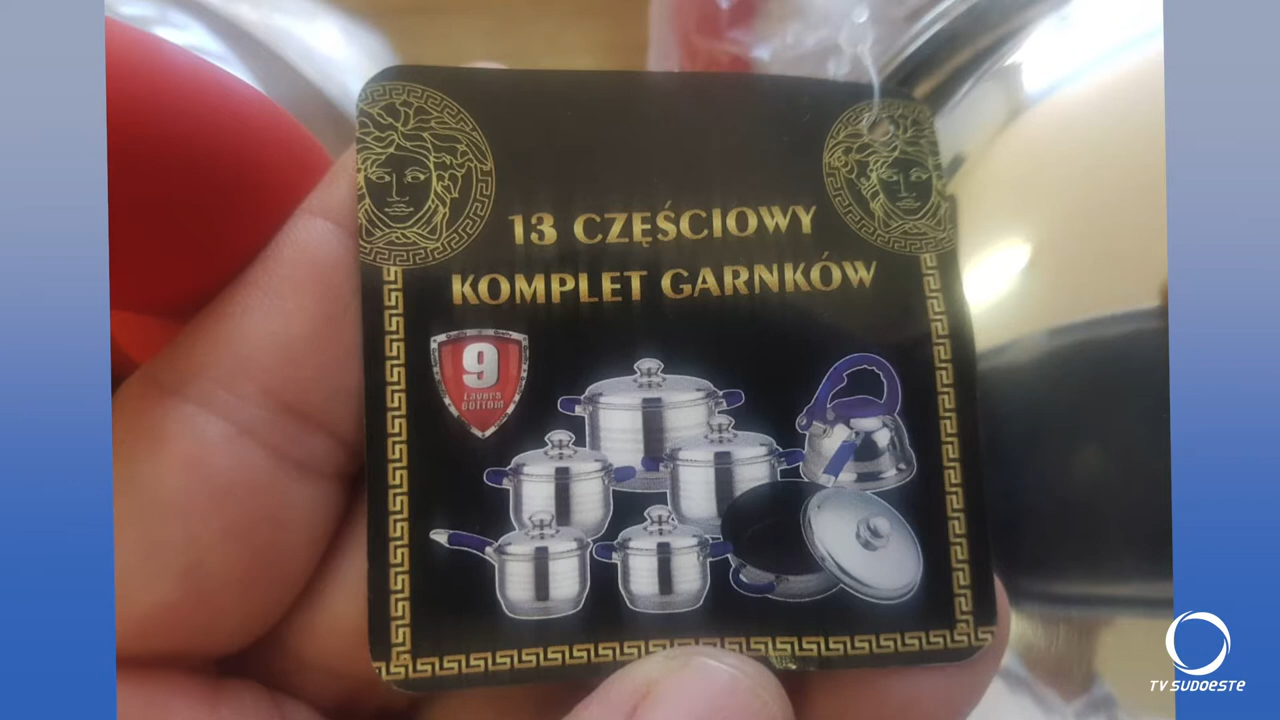 13 CZĘŚCIOWY
KOMPLET GARNKÓW
9
Layers
BOTTOM
TV SUDOESTE